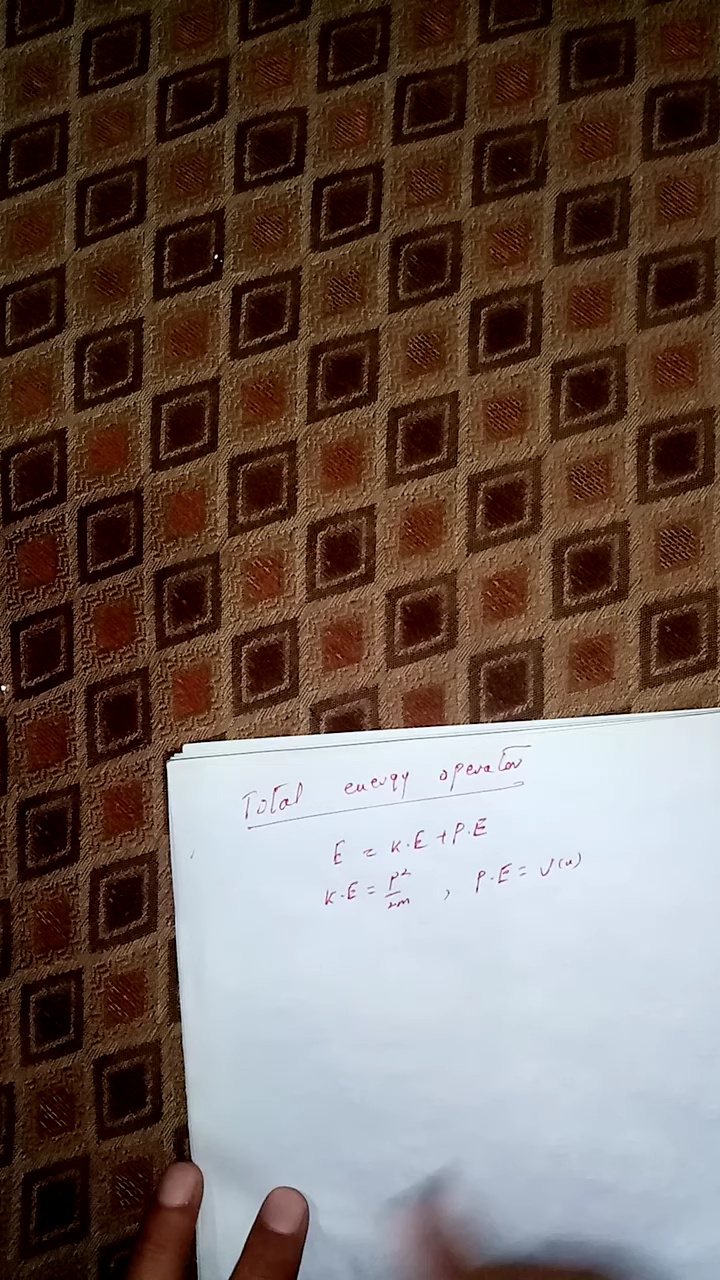 Total energy operator
E = K.E + P.E
K.E = P²/2m , P.E = V(x)